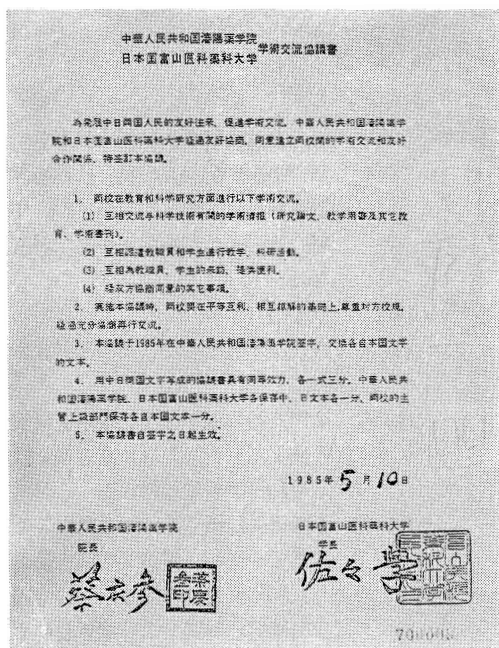 中華人民共和国瀋陽薬学院
日本国富山医科薬科大学 学術交流協議書
為発展中日両国人民的友好往来，促進学術交流，中華人民共和国瀋陽薬学
院和日本国富山医科薬科大学経過友好協商，同意建立両校間的学術交流和友好
合作関係，特签訂本協議。
1. 両校在教育和科学研究方面進行以下学術交流。
(1) 互相交流与科学技術有関的学術情報（研究論文、教学用書及其它教
育、学術書刊）。
(2) 互相派遣教職員和学生進行教学、科研活動。
(3) 互相為教職員、学生的来訪，提供便利。
(4) 経双方協商同意的其它事項。
2. 実施本協議時，両校要在平等互利，相互諒解的基礎上，尊重対方校規，
経過充分協商再行交流。
3. 本協議于1985年在中華人民共和国瀋陽薬学院签字，交換各自本国文字
的文本。
4. 用中日両国文字写成的協議書具有同等效力，各一式三分。中華人民共
和国瀋陽薬学院、日本国富山医科薬科大学各保存中、日文本各一分，両校的主
管上級部門保存各自本国文本一分。
5. 本協議書自签字之日起生效。
1985年5月10日
中華人民共和国瀋陽薬学院
院長
日本国富山医科薬科大学
学長
佐々 學